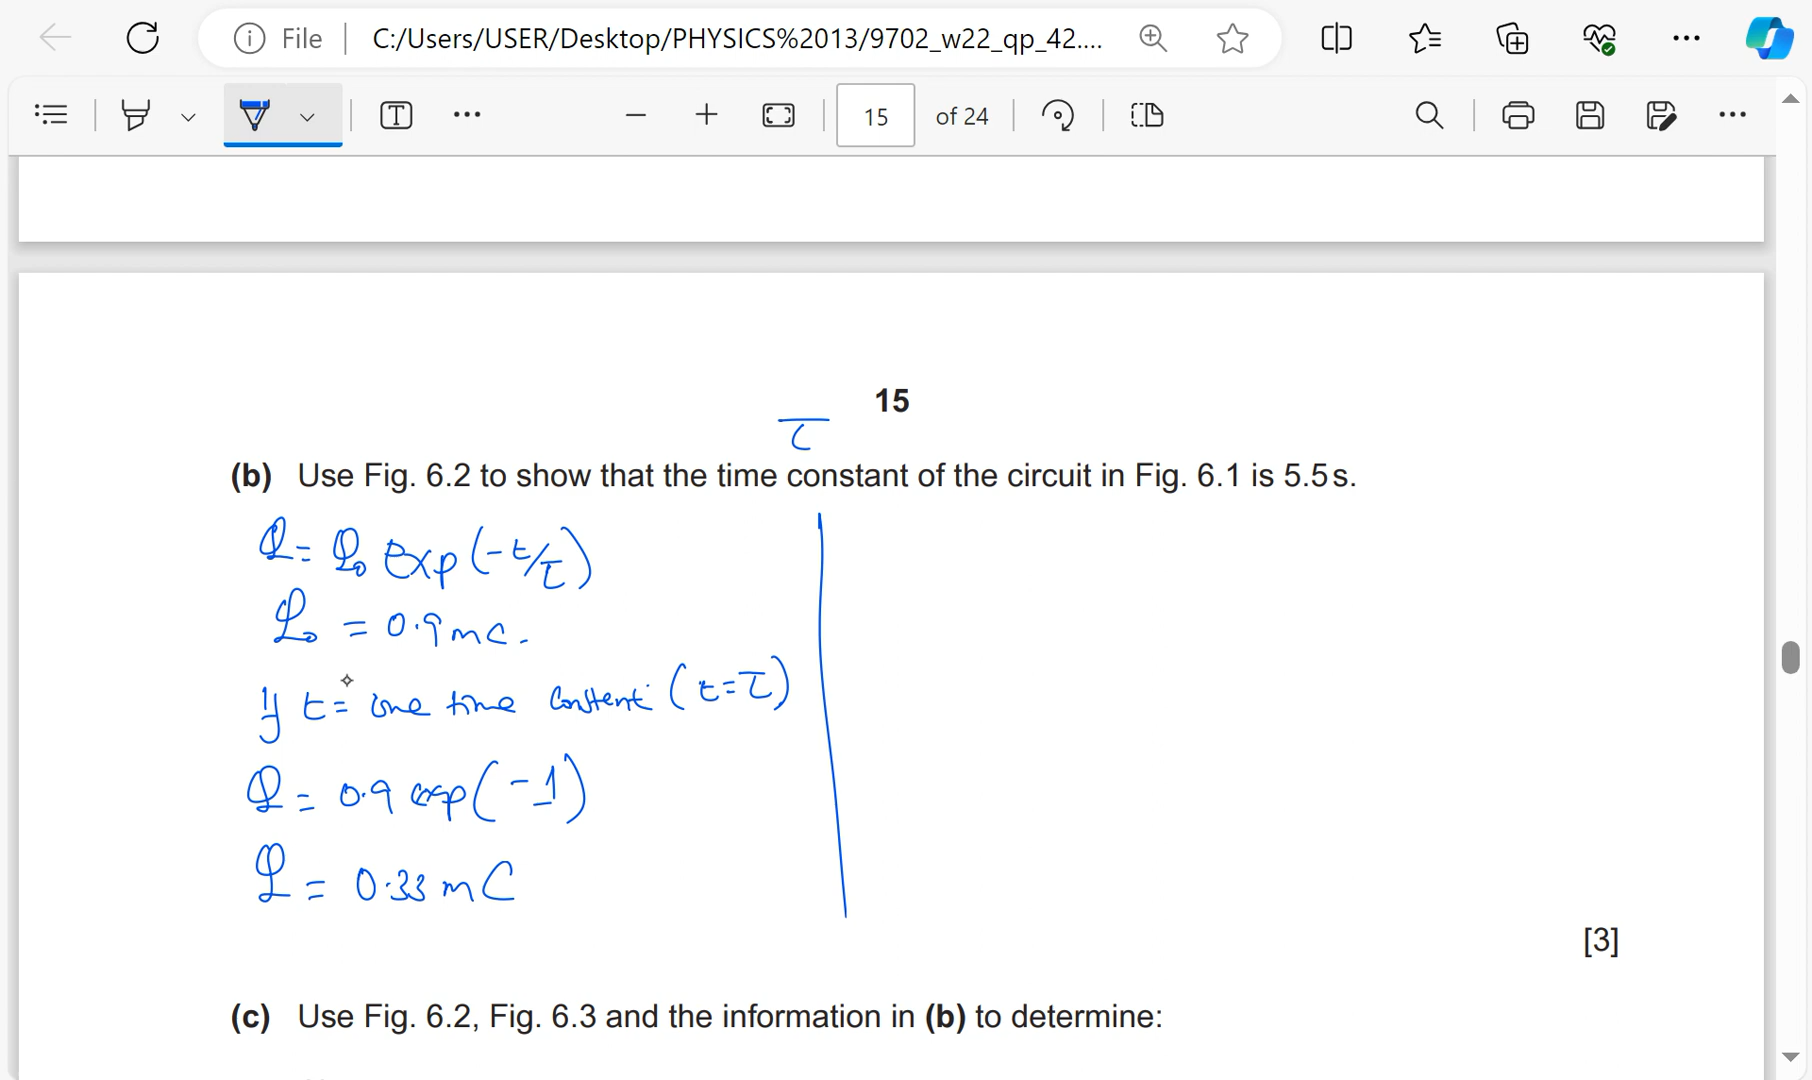 File
C:/Users/USER/Desktop/PHYSICS%2013/9702_w22_qp_42....
15 of 24
15
τ
(b) Use Fig. 6.2 to show that the time constant of the circuit in Fig. 6.1 is 5.5 s.
Q = Q₀ exp(-t/τ)
Q₀ = 0.9 mC.
If t = one time constant (t=τ)
Q = 0.9 exp(-1)
Q = 0.33 mC
[3]
(c) Use Fig. 6.2, Fig. 6.3 and the information in (b) to determine: